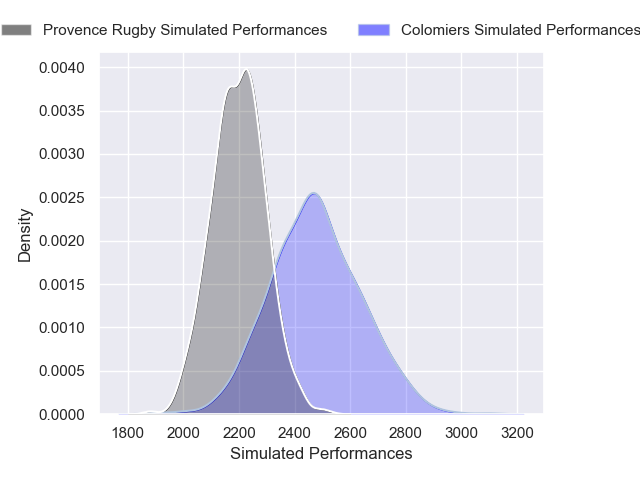 Provence Rugby Simulated Performances Colomiers Simulated Performances
0.0040
0.0035
0.0030
0.0025
0.0020
0.0015
0.0010
0.0005
0.0000
Density
1800 2000 2200 2400 2600 2800 3000 3200
Simulated Performances